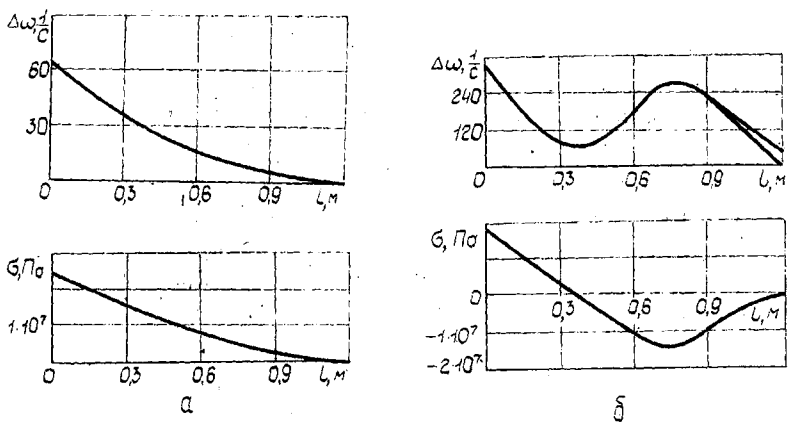 Δω, 1/с
60
30
0 0,3 0,6 0,9 l, м
σ, Па
1·10⁷
0 0,3 0,6 0,9 l, м
а
Δω, 1/с
240
120
0 0,3 0,6 0,9 l, м
σ, Па
0
0,3 0,6 0,9 l, м
-1·10⁷
-2·10⁷
б